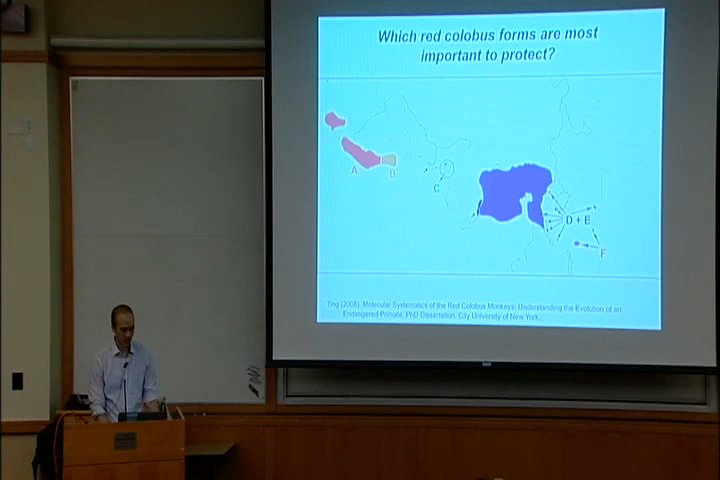 Which red colobus forms are most
important to protect?
A
B
C
D + E
F
Ting (2008). Molecular Systematics of the Red Colobus Monkeys: Understanding the Evolution of an
Endangered Primate. PhD Dissertation. City University of New York.